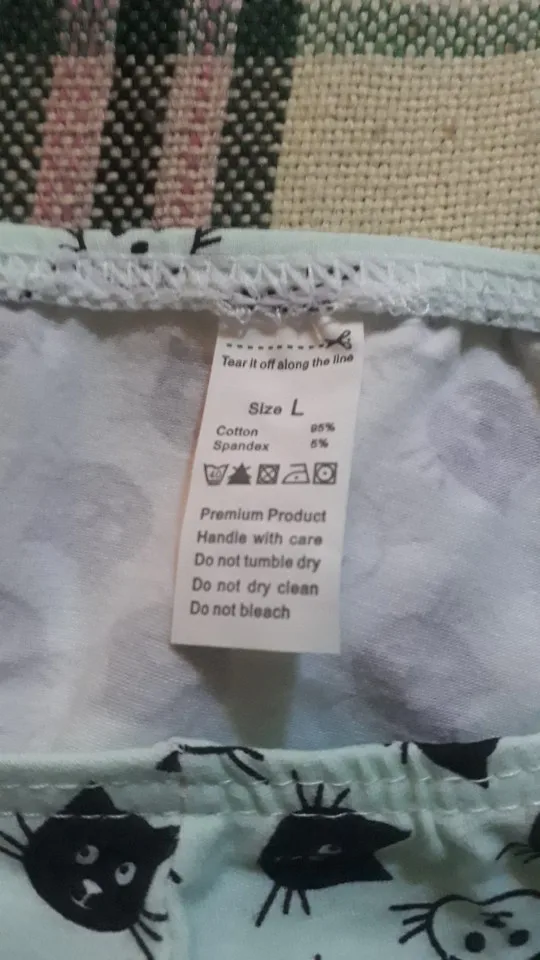 Tear it off along the line
Size L
Cotton 95%
Spandex 5%
40
Premium Product
Handle with care
Do not tumble dry
Do not dry clean
Do not bleach